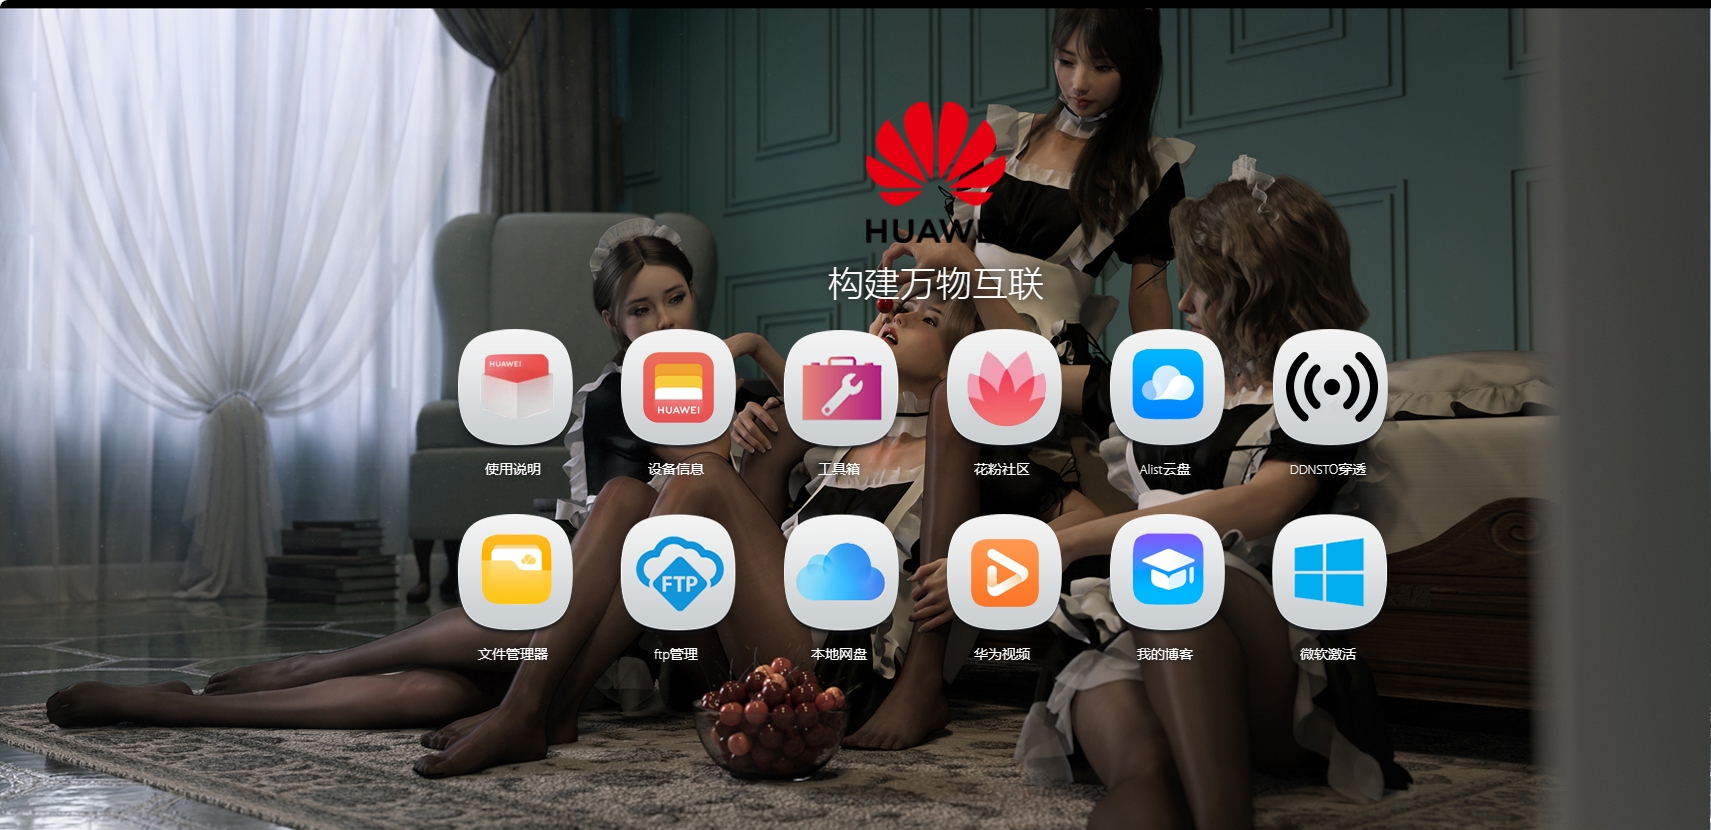 HUAWEI
构建万物互联
HUAWEI
HUAWEI
使用说明
设备信息
工具箱
花粉社区
Alist云盘
DDNSTO穿透
FTP
文件管理器
ftp管理
本地网盘
华为视频
我的博客
微软激活